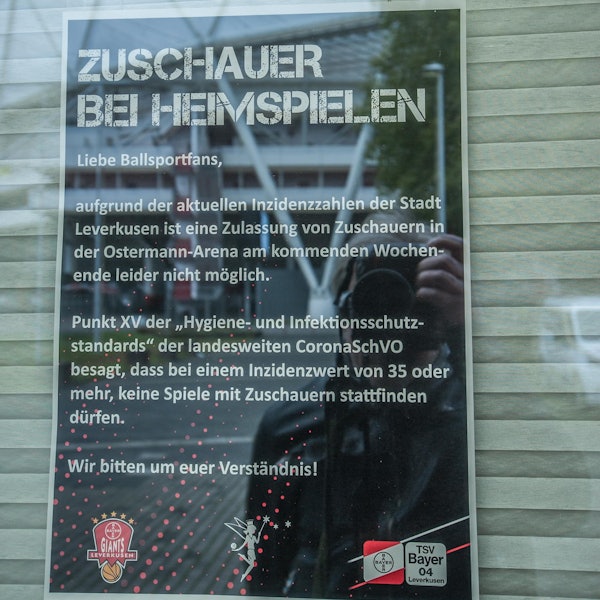 ZUSCHAUER
BEI HEIMSPIELEN
Liebe Ballsportfans,
aufgrund der aktuellen Inzidenzzahlen der Stadt
Leverkusen ist eine Zulassung von Zuschauern in
der Ostermann-Arena am kommenden Wochen-
ende leider nicht möglich.
Punkt XV der „Hygiene- und Infektionsschutz-
standards“ der landesweiten CoronaSchVO
besagt, dass bei einem Inzidenzwert von 35 oder
mehr, keine Spiele mit Zuschauern stattfinden
dürfen.
Wir bitten um euer Verständnis!
BAYER
GIANTS
LEVERKUSEN
BAYER
TSV
Bayer
04
Leverkusen